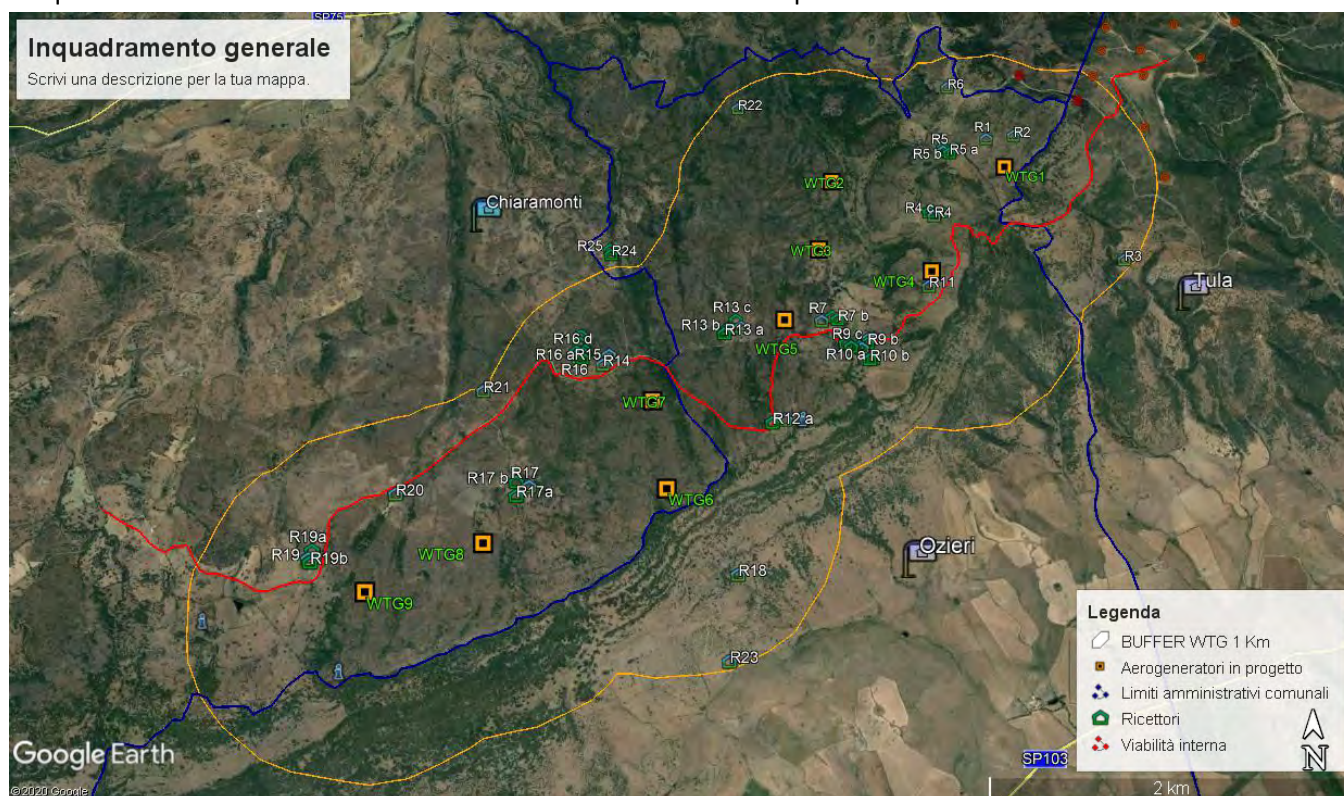 SP75
Inquadramento generale
Scrivi una descrizione per la tua mappa.
R6
R22
R1
R2
R5
R5 b
R5 a
WTG1
WTG2
Chiaramonti
R4 c
R4
R25
R24
WTG3
R3
WTG4
R11
Tula
R13 c
R7
R7 b
R13 b
R13 a
WTG5
R9 c
R9 b
R16 d
R10 a
R10 b
R16 a
R15
R14
R16
R21
WTG7
R12 a
R17 b
R17
R17a
R20
WTG6
R19a
R19
R19b
WTG8
Ozieri
R18
WTG9
R23
Legenda
BUFFER WTG 1 Km
Aerogeneratori in progetto
Limiti amministrativi comunali
Ricettori
Viabilità interna
N
SP103
2 km
Google Earth
©2020 Google